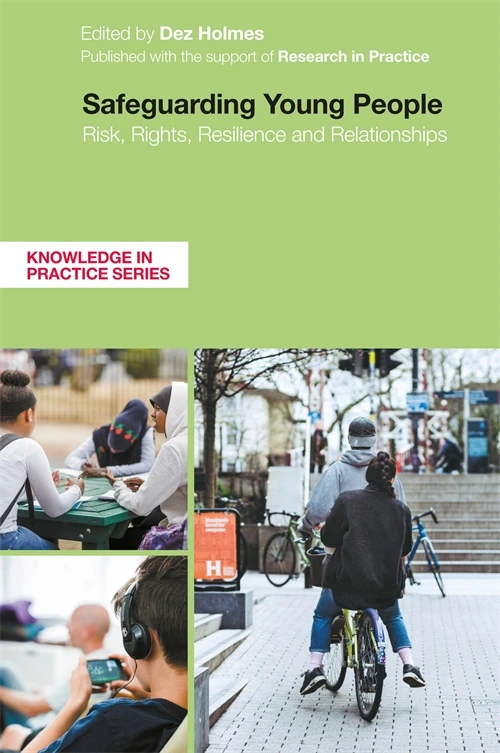 Edited by Dez Holmes
Published with the support of Research in Practice
Safeguarding Young People
Risk, Rights, Resilience and Relationships
KNOWLEDGE IN
PRACTICE SERIES
H